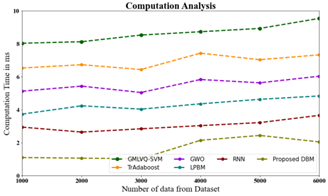 Computation Analysis
Computation Time in ms
10
8
6
4
2
0
GMLVQ-SVM GWO RNN Proposed DBM
TrAdaboost LPBM
1000 2000 3000 4000 5000 6000
Number of data from Dataset